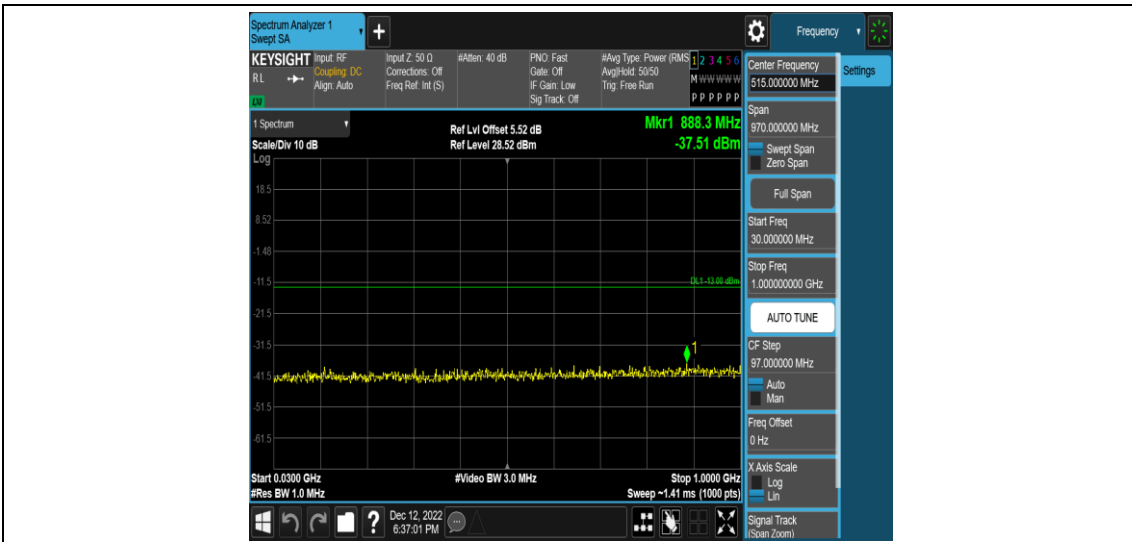 Spectrum Analyzer 1
Swept SA
+
Frequency
KEYSIGHT
RL
LXI
Input: RF
Coupling: DC
Align: Auto
Input Z: 50 Ω
Corrections: Off
Freq Ref: Int (S)
#Atten: 40 dB
PNO: Fast
Gate: Off
IF Gain: Low
Sig Track: Off
#Avg Type: Power (RMS
Avg|Hold: 50/50
Trig: Free Run
1 2 3 4 5 6
M W W W W W
P P P P P P
Center Frequency
515.000000 MHz
Settings
Span
970.000000 MHz
Swept Span
Zero Span
Full Span
Start Freq
30.000000 MHz
Stop Freq
1.000000000 GHz
AUTO TUNE
CF Step
97.000000 MHz
Auto
Man
Freq Offset
0 Hz
X Axis Scale
Log
Lin
Signal Track
(Span Zoom)
1 Spectrum
Scale/Div 10 dB
Ref Lvl Offset 5.52 dB
Ref Level 28.52 dBm
Mkr1 888.3 MHz
-37.51 dBm
Log
18.5
8.52
-1.48
-11.5
DL1 -13.00 dBm
-21.5
-31.5
1
-41.5
-51.5
-61.5
Start 0.0300 GHz
#Video BW 3.0 MHz
Stop 1.0000 GHz
#Res BW 1.0 MHz
Sweep ~1.41 ms (1000 pts)
?
Dec 12, 2022
6:37:01 PM